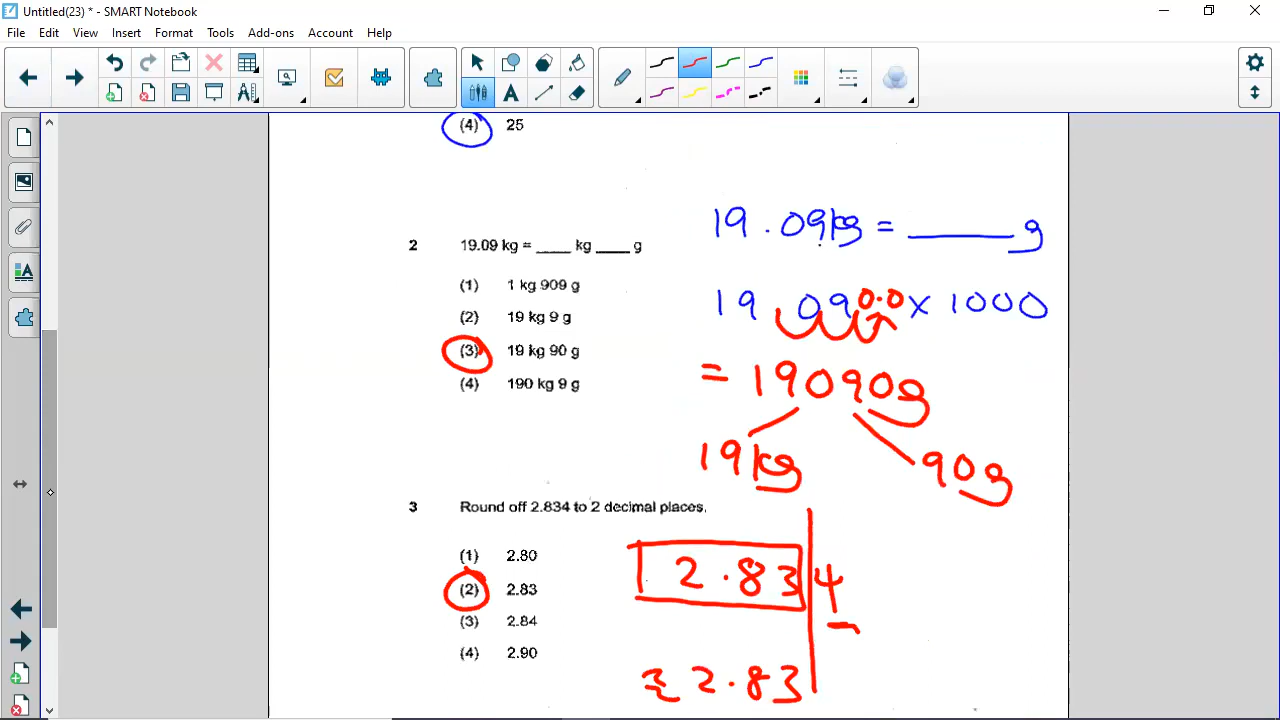 Untitled(23) * - SMART Notebook
File Edit View Insert Format Tools Add-ons Account Help
(4) 25
2 19.09 kg = ____ kg ____ g
(1) 1 kg 909 g
(2) 19 kg 9 g
(3) 19 kg 90 g
(4) 190 kg 9 g
19.09kg = ______ g
19 090.0 x 1000
= 19090g
19kg 90g
3 Round off 2.834 to 2 decimal places.
(1) 2.80
(2) 2.83
(3) 2.84
(4) 2.90
2.834
≈ 2.83